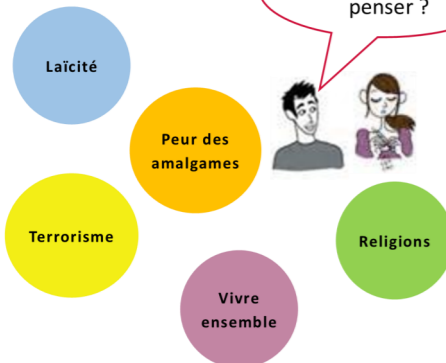 penser ?
Laïcité
Peur des
amalgames
Terrorisme
Religions
Vivre
ensemble